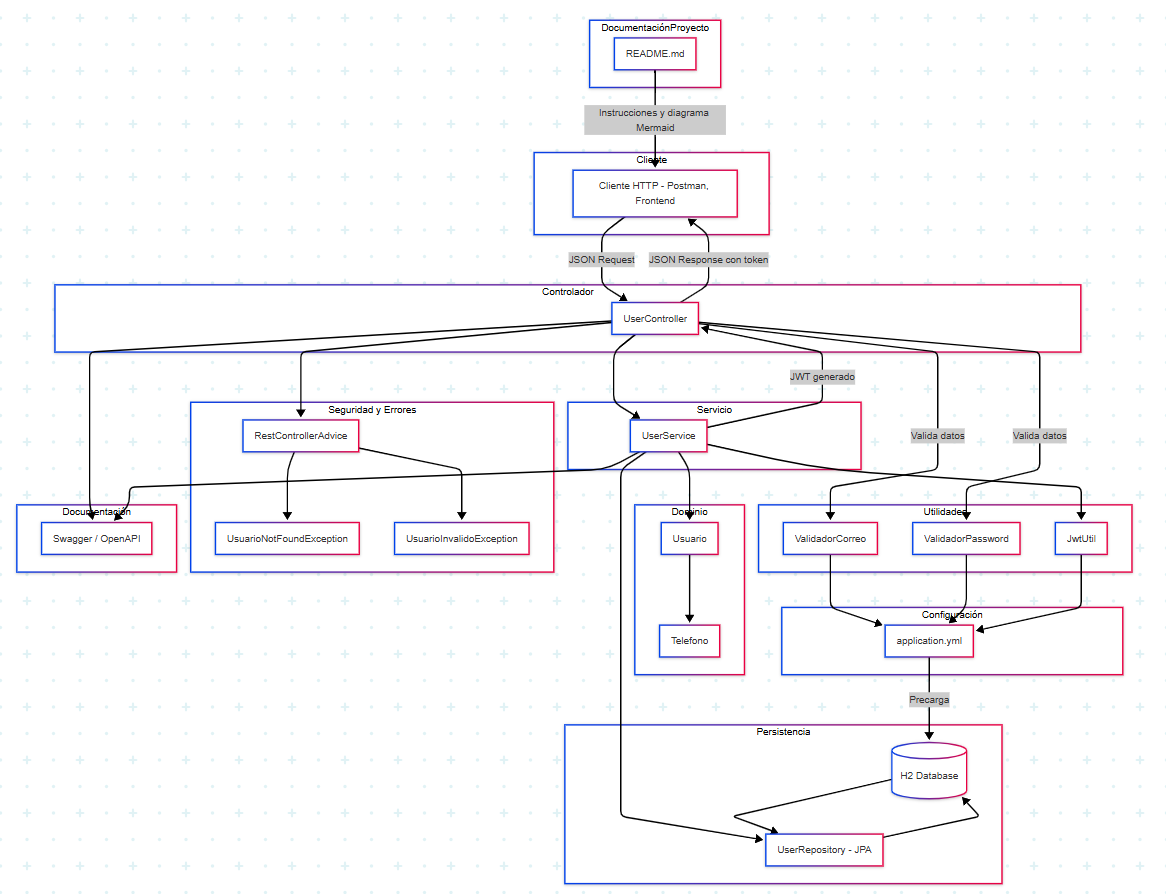 DocumentaciónProyecto
README.md
Instrucciones y diagrama
Mermaid
Cliente
Cliente HTTP - Postman,
Frontend
JSON Request
JSON Response con token
Controlador
UserController
JWT generado
Seguridad y Errores
Servicio
RestControllerAdvice
UserService
Valida datos
Valida datos
Documentación
Dominio
Utilidades
Swagger / OpenAPI
UsuarioNotFoundException
UsuarioInvalidoException
Usuario
ValidadorCorreo
ValidadorPassword
JwtUtil
Configuración
Telefono
application.yml
Precarga
Persistencia
H2 Database
UserRepository - JPA